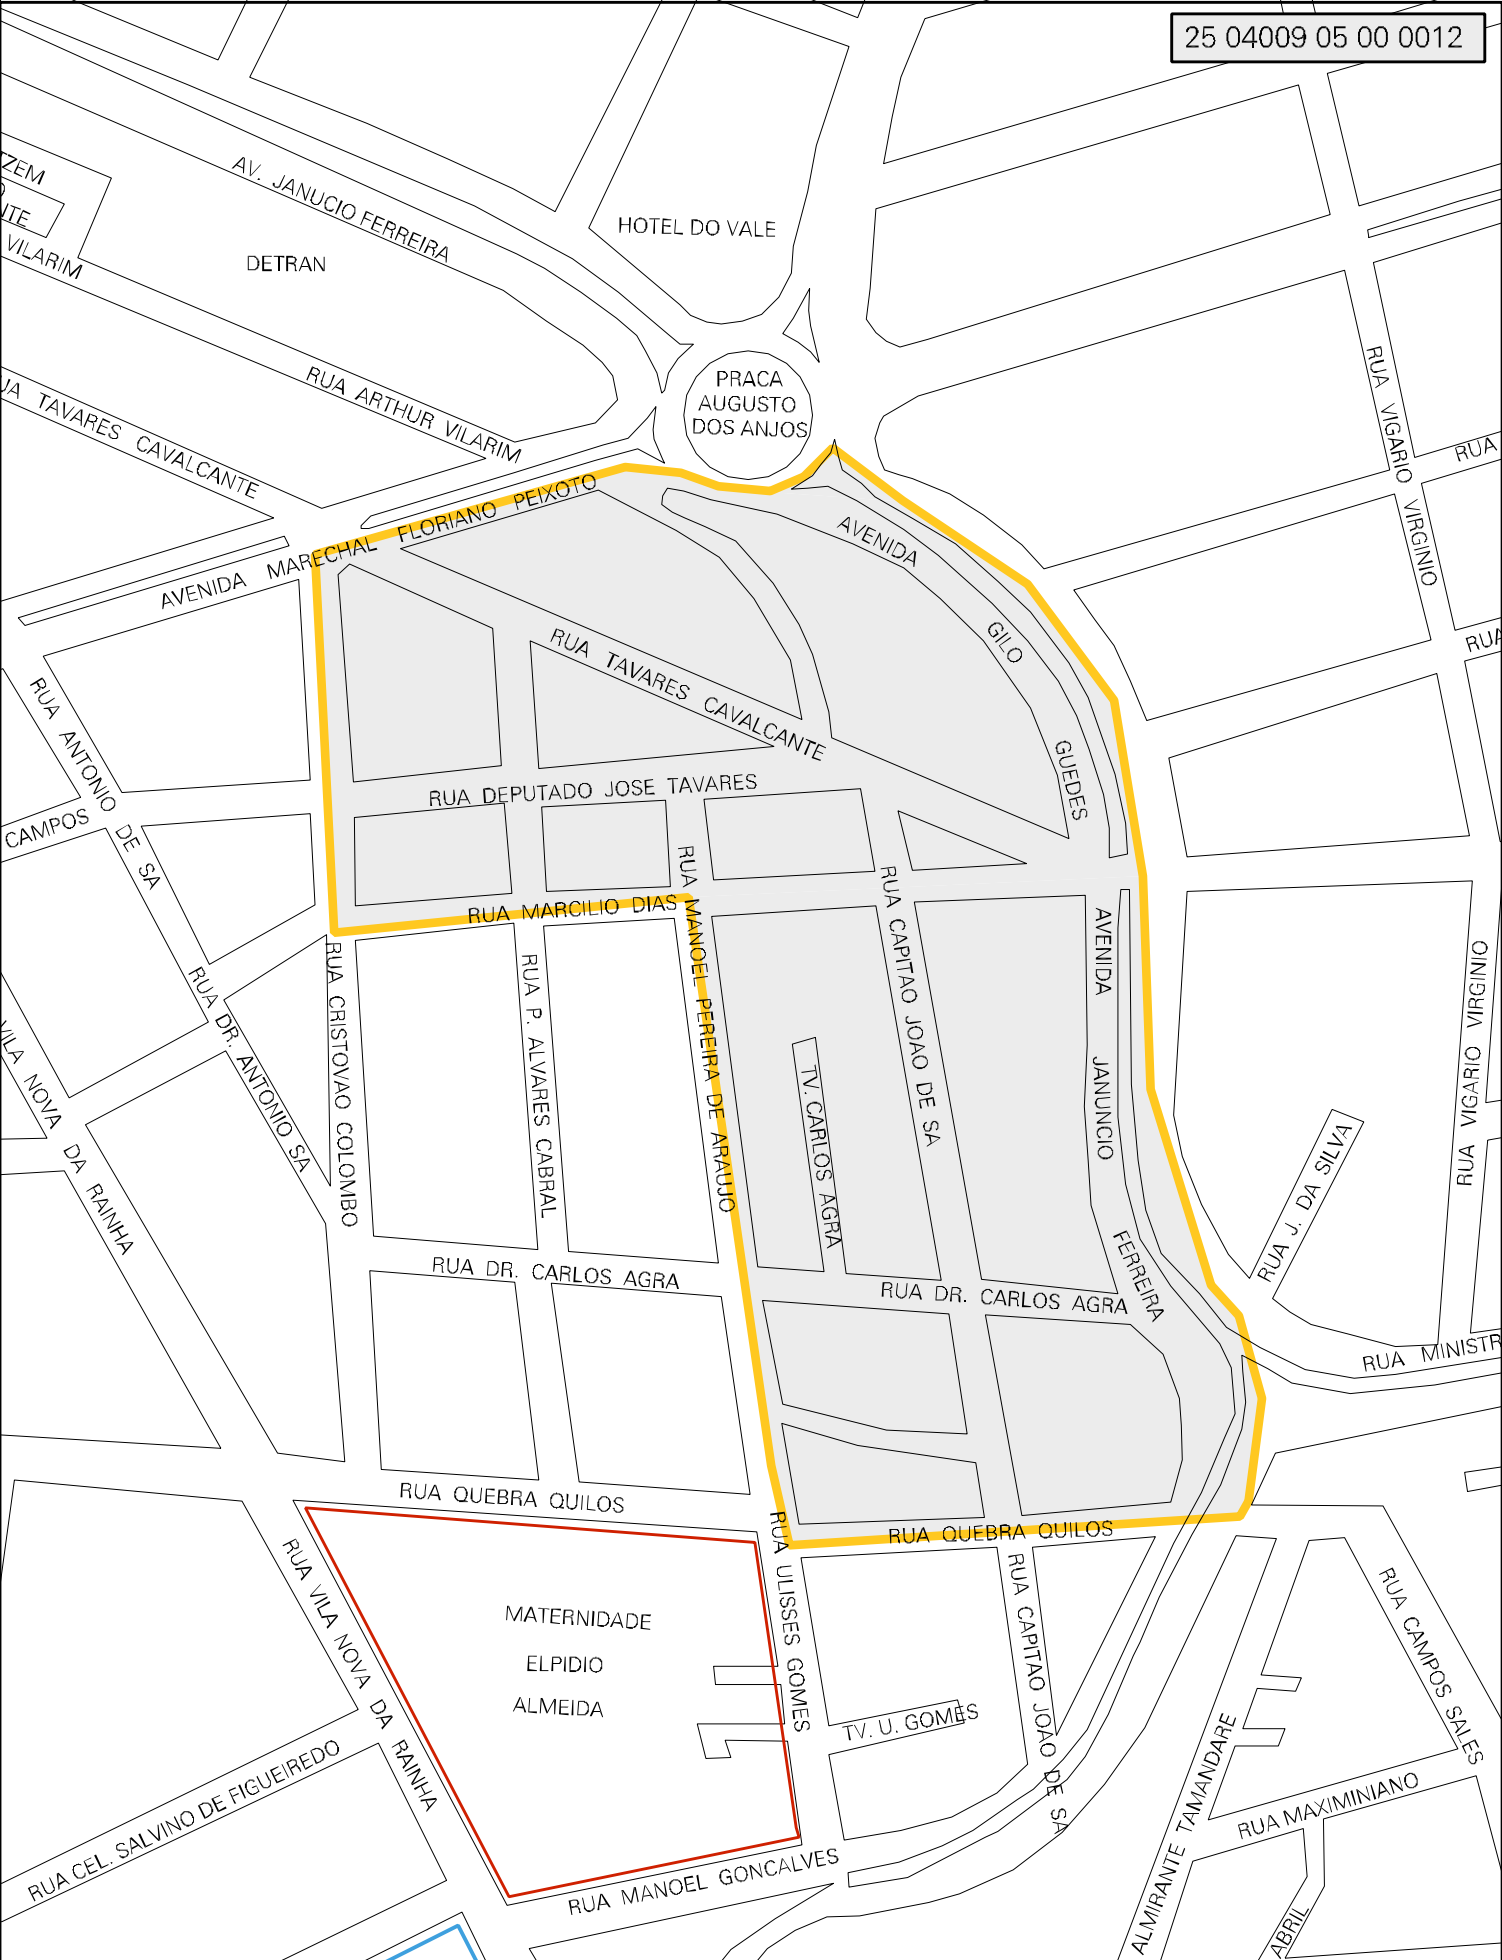 25 04009 05 00 0012
TZEM
NTE
VILARIM
AV. JANUCIO FERREIRA
HOTEL DO VALE
DETRAN
RUA ARTHUR VILARIM
PRACA
AUGUSTO
DOS ANJOS
UA TAVARES CAVALCANTE
RUA VIGARIO VIRGINIO
RUA
AVENIDA MARECHAL FLORIANO PEIXOTO
AVENIDA GILO GUEDES
RUA
RUA TAVARES CAVALCANTE
RUA ANTONIO DE SA
CAMPOS
RUA DEPUTADO JOSE TAVARES
RUA MARCILIO DIAS
RUA MANOEL PEREIRA DE ARAUJO
RUA CAPITAO JOAO DE SA
AVENIDA JANUNCIO FERREIRA
RUA CRISTOVAO COLOMBO
RUA P. ALVARES CABRAL
RUA DR. ANTONIO SA
VILA NOVA DA RAINHA
TV. CARLOS AGRA
RUA VIGARIO VIRGINIO
RUA J. DA SILVA
RUA DR. CARLOS AGRA
RUA DR. CARLOS AGRA
RUA MINISTR
RUA QUEBRA QUILOS
RUA QUEBRA QUILOS
RUA VILA NOVA DA RAINHA
MATERNIDADE
ELPIDIO
ALMEIDA
RUA ULISSES GOMES
RUA CAPITAO JOAO DE SA
TV. U. GOMES
RUA CAMPOS SALES
ALMIRANTE TAMANDARE
RUA MAXIMINIANO
RUA CEL. SALVINO DE FIGUEIREDO
RUA MANOEL GONCALVES
ABRIL